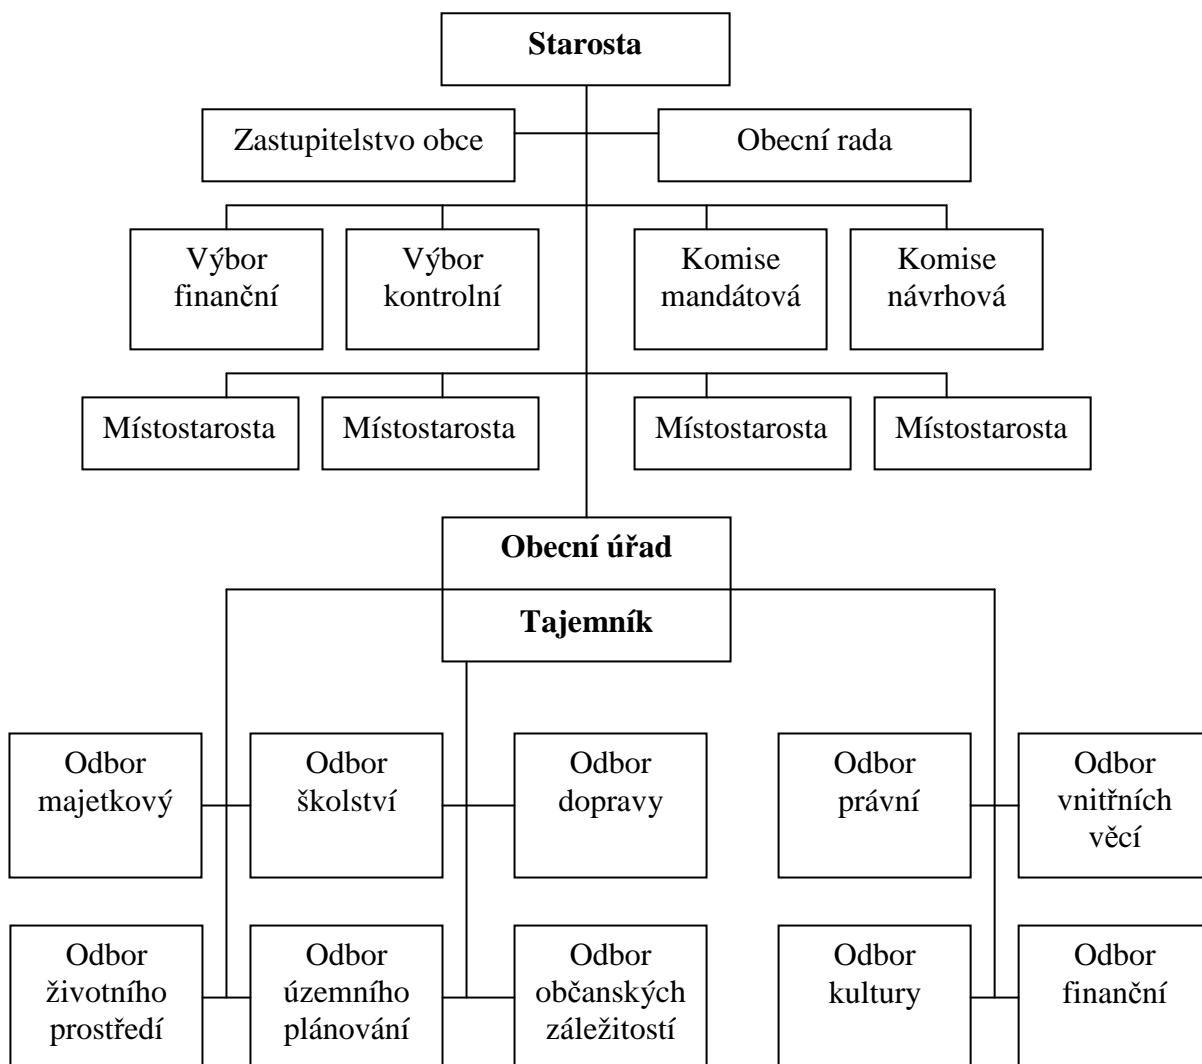 Starosta
Zastupitelstvo obce
Obecní rada
Výbor
finanční
Výbor
kontrolní
Komise
mandátová
Komise
návrhová
Místostarosta
Místostarosta
Místostarosta
Místostarosta
Obecní úřad
Tajemník
Odbor
majetkový
Odbor
školství
Odbor
dopravy
Odbor
právní
Odbor
vnitřních
věcí
Odbor
životního
prostředí
Odbor
územního
plánování
Odbor
občanských
záležitostí
Odbor
kultury
Odbor
finanční